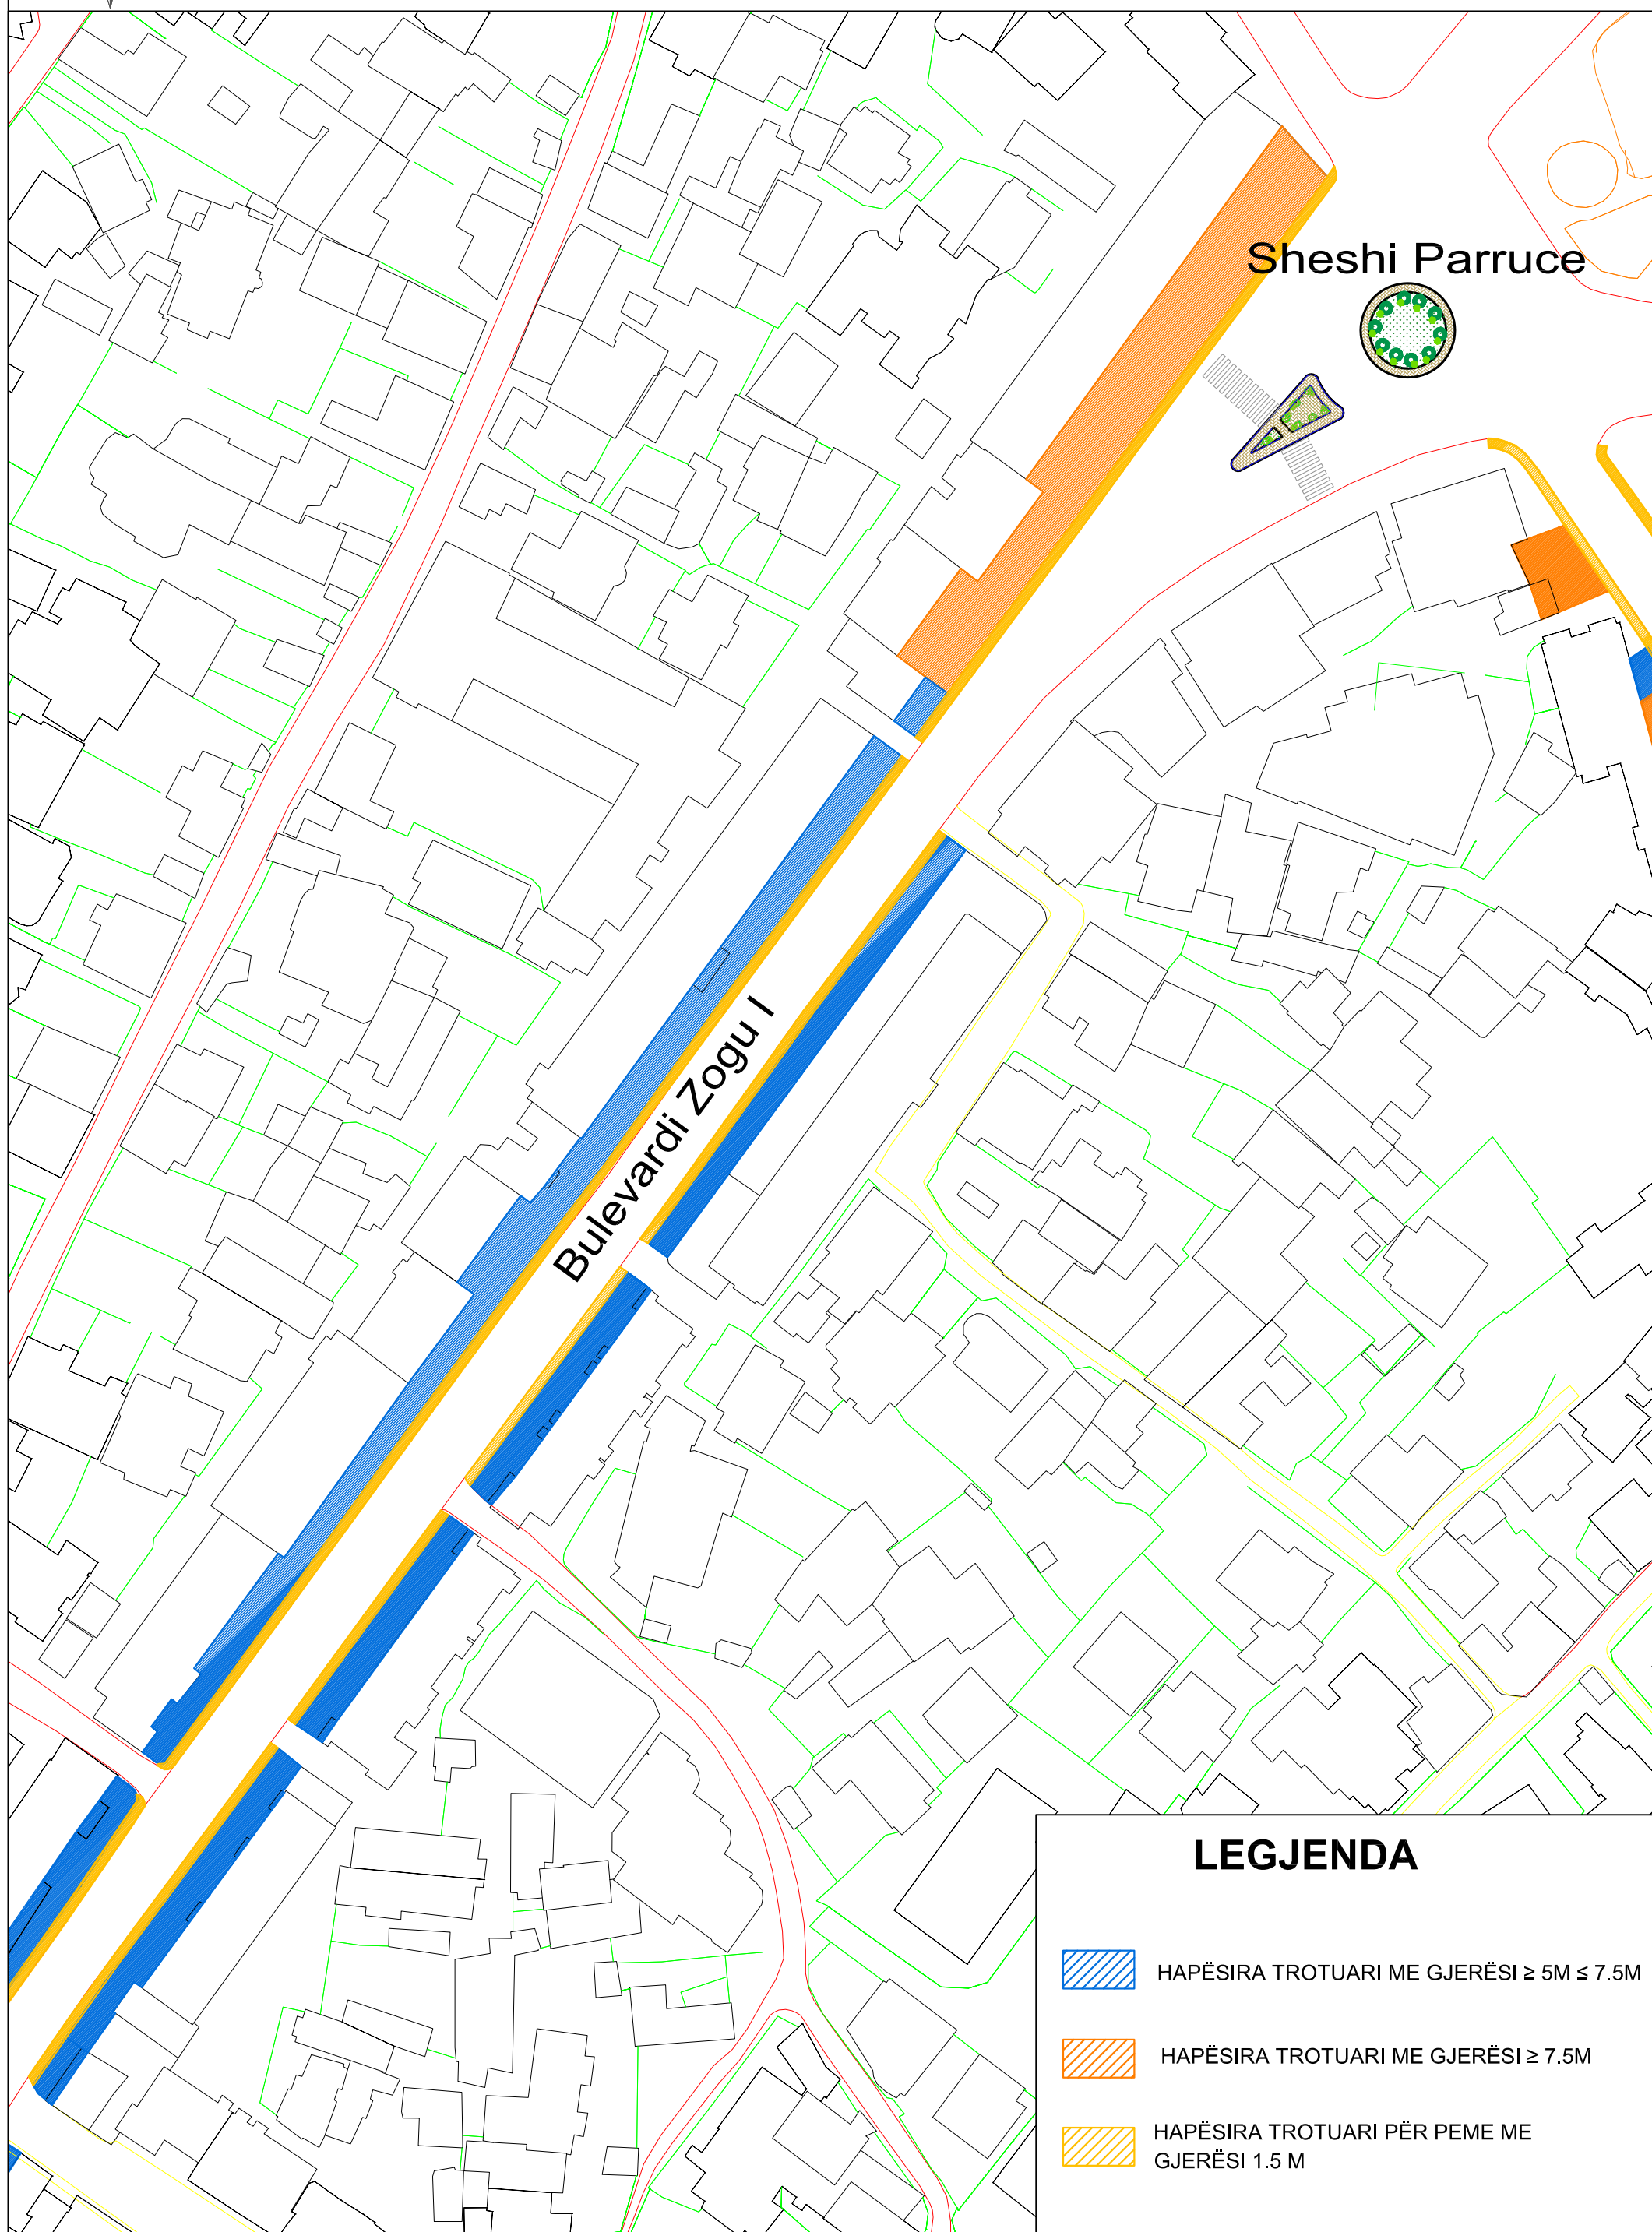 Sheshi Parruce
Bulevardi Zogu I
LEGJENDA
HAPËSIRA TROTUARI ME GJERËSI ≥ 5M ≤ 7.5M
HAPËSIRA TROTUARI ME GJERËSI ≥ 7.5M
HAPËSIRA TROTUARI PËR PEME ME
GJERËSI 1.5 M